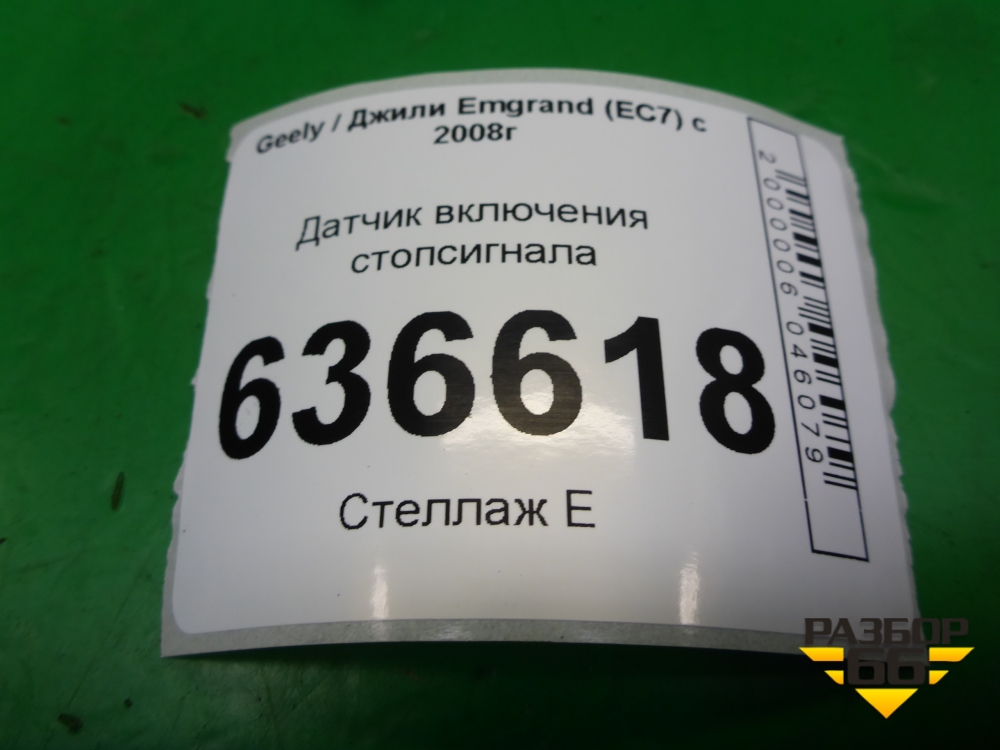 Geely / Джили Emgrand (EC7) с
2008г
Датчик включения
стопсигнала
636618
Стеллаж Е
2000006046079
РАЗБОР
66